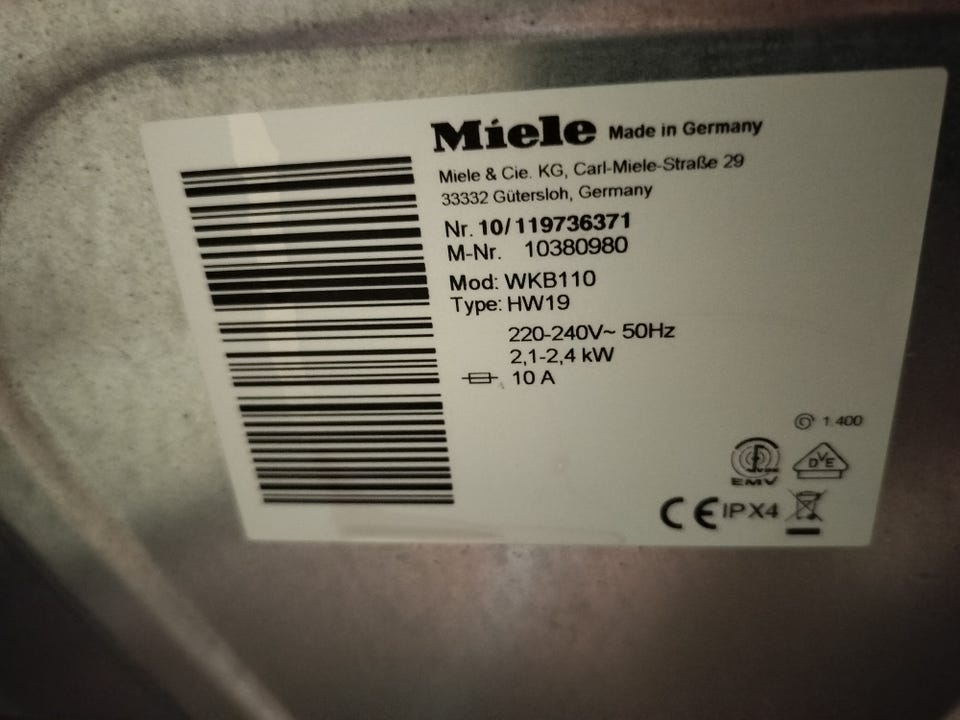 Miele Made in Germany
Miele & Cie. KG, Carl-Miele-Straße 29
33332 Gütersloh, Germany
Nr. 10/119736371
M-Nr. 10380980
Mod: WKB110
Type: HW19
220-240V~ 50Hz
2,1-2,4 kW
10 A
1.400
DVE
EMV
CE IPX4